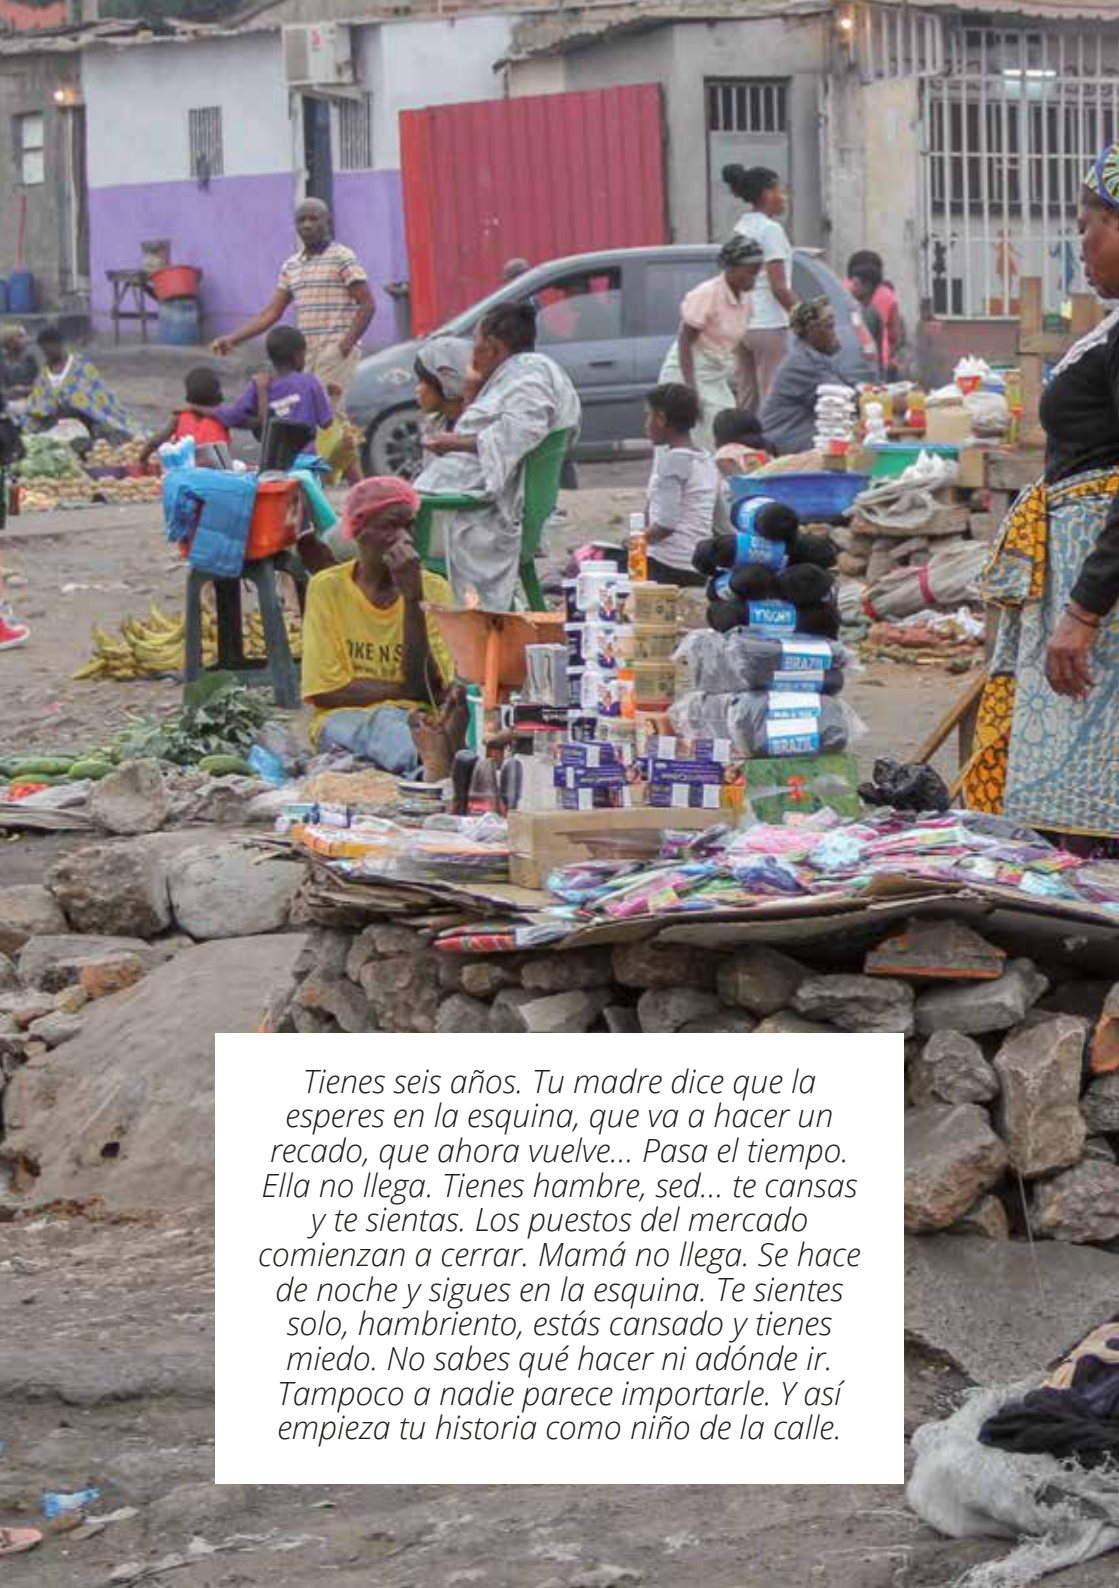 BRAZIL
BRAZIL
Tienes seis años. Tu madre dice que la
esperes en la esquina, que va a hacer un
recado, que ahora vuelve... Pasa el tiempo.
Ella no llega. Tienes hambre, sed... te cansas
y te sientas. Los puestos del mercado
comienzan a cerrar. Mamá no llega. Se hace
de noche y sigues en la esquina. Te sientes
solo, hambriento, estás cansado y tienes
miedo. No sabes qué hacer ni adónde ir.
Tampoco a nadie parece importarle. Y así
empieza tu historia como niño de la calle.